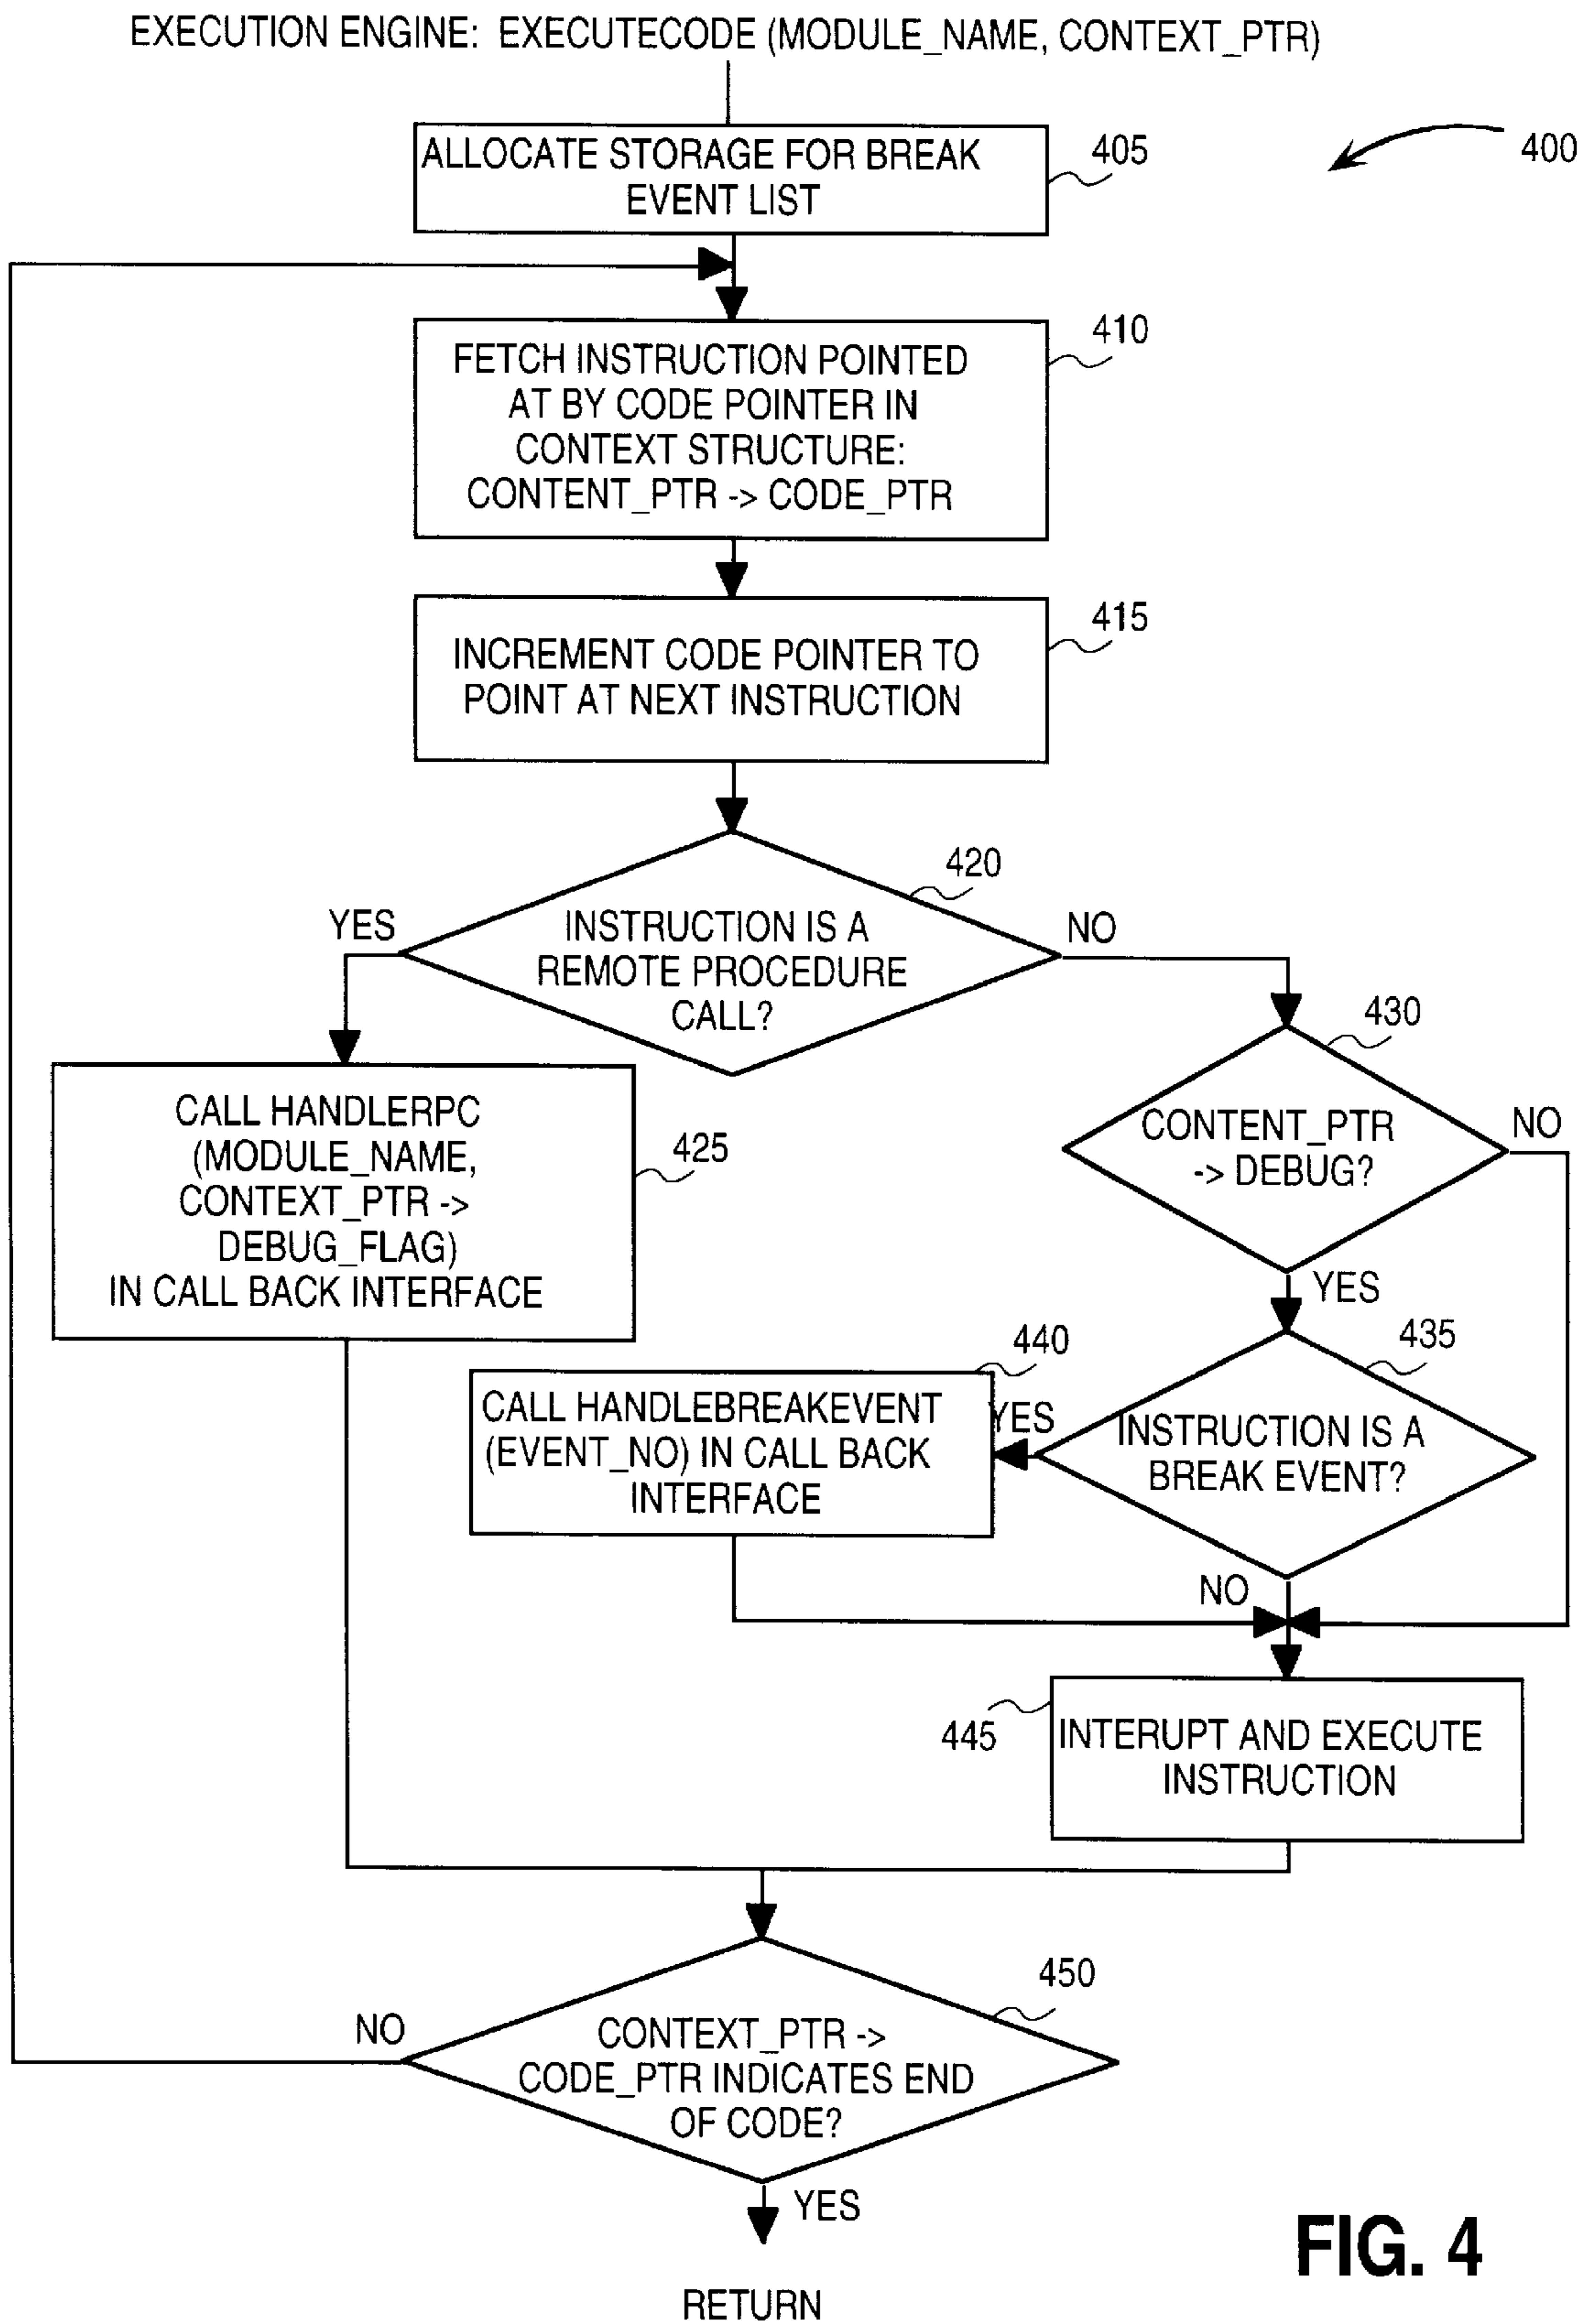 EXECUTION ENGINE: EXECUTECODE (MODULE_NAME, CONTEXT_PTR)
400
ALLOCATE STORAGE FOR BREAK
EVENT LIST
405
FETCH INSTRUCTION POINTED
AT BY CODE POINTER IN
CONTEXT STRUCTURE:
CONTENT_PTR -> CODE_PTR
410
INCREMENT CODE POINTER TO
POINT AT NEXT INSTRUCTION
415
420
YES
INSTRUCTION IS A
REMOTE PROCEDURE
CALL?
NO
430
CONTENT_PTR
-> DEBUG?
NO
YES
CALL HANDLERPC
(MODULE_NAME,
CONTEXT_PTR ->
DEBUG_FLAG)
IN CALL BACK INTERFACE
425
435
440
CALL HANDLEBREAKEVENT
(EVENT_NO) IN CALL BACK
INTERFACE
YES
INSTRUCTION IS A
BREAK EVENT?
NO
445
INTERUPT AND EXECUTE
INSTRUCTION
450
NO
CONTEXT_PTR ->
CODE_PTR INDICATES END
OF CODE?
YES
RETURN
FIG. 4